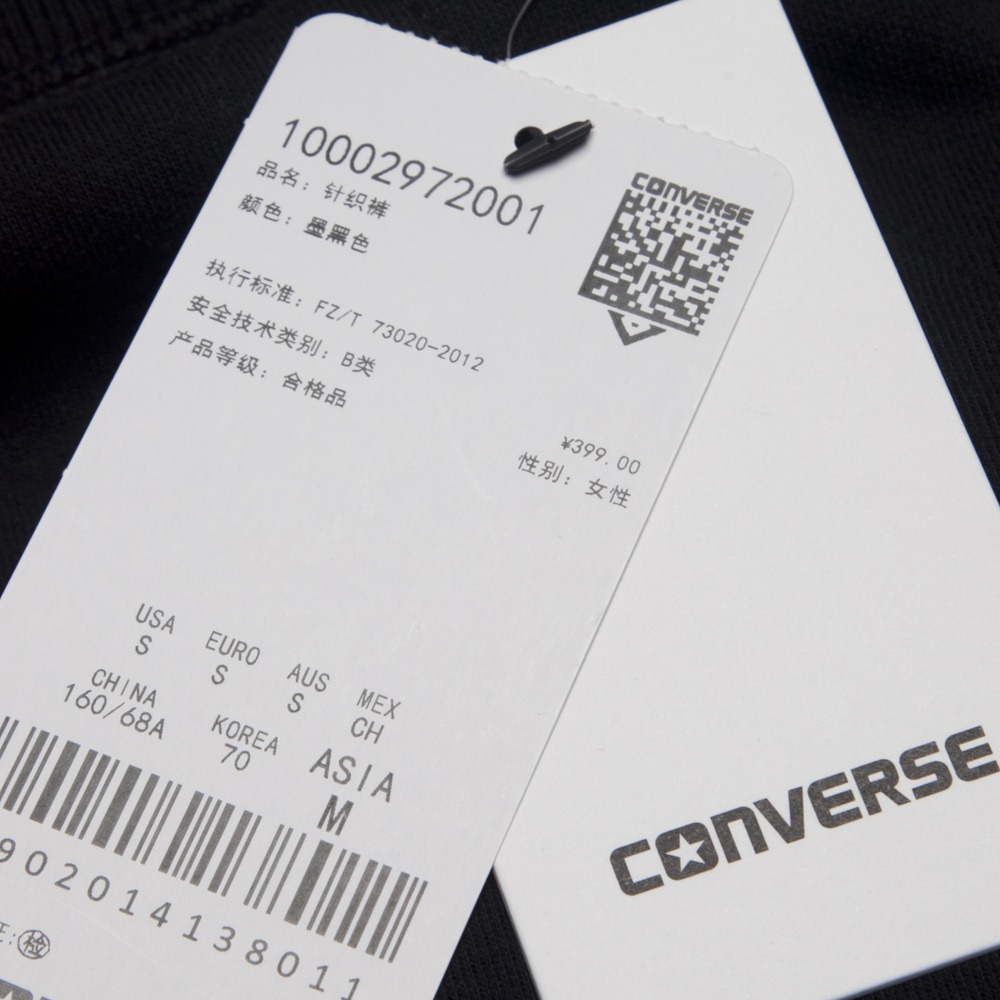 10002972001
品名：针织裤
颜色：墨黑色
CONVERSE
执行标准：FZ/T 73020-2012
安全技术类别：B类
产品等级：合格品
¥399.00
性别：女性
USA EURO AUS MEX
S S S CH
CHINA KOREA ASIA
160/68A 70 M
902014138011
检
CONVERSE